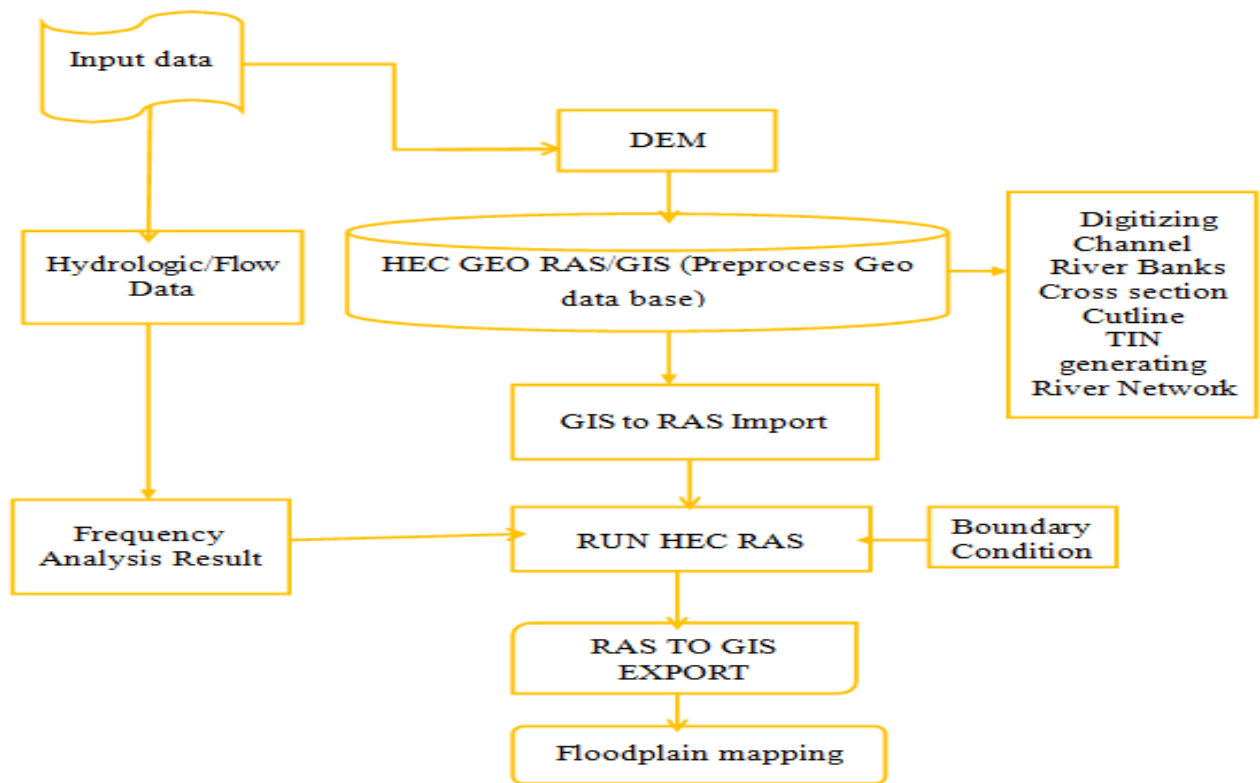 Input data
DEM
Hydrologic/Flow
Data
HEC GEO RAS/GIS (Preprocess Geo
data base)
Digitizing
Channel
River Banks
Cross section
Cutline
TIN
generating
River Network
GIS to RAS Import
Frequency
Analysis Result
RUN HEC RAS
Boundary
Condition
RAS TO GIS
EXPORT
Floodplain mapping